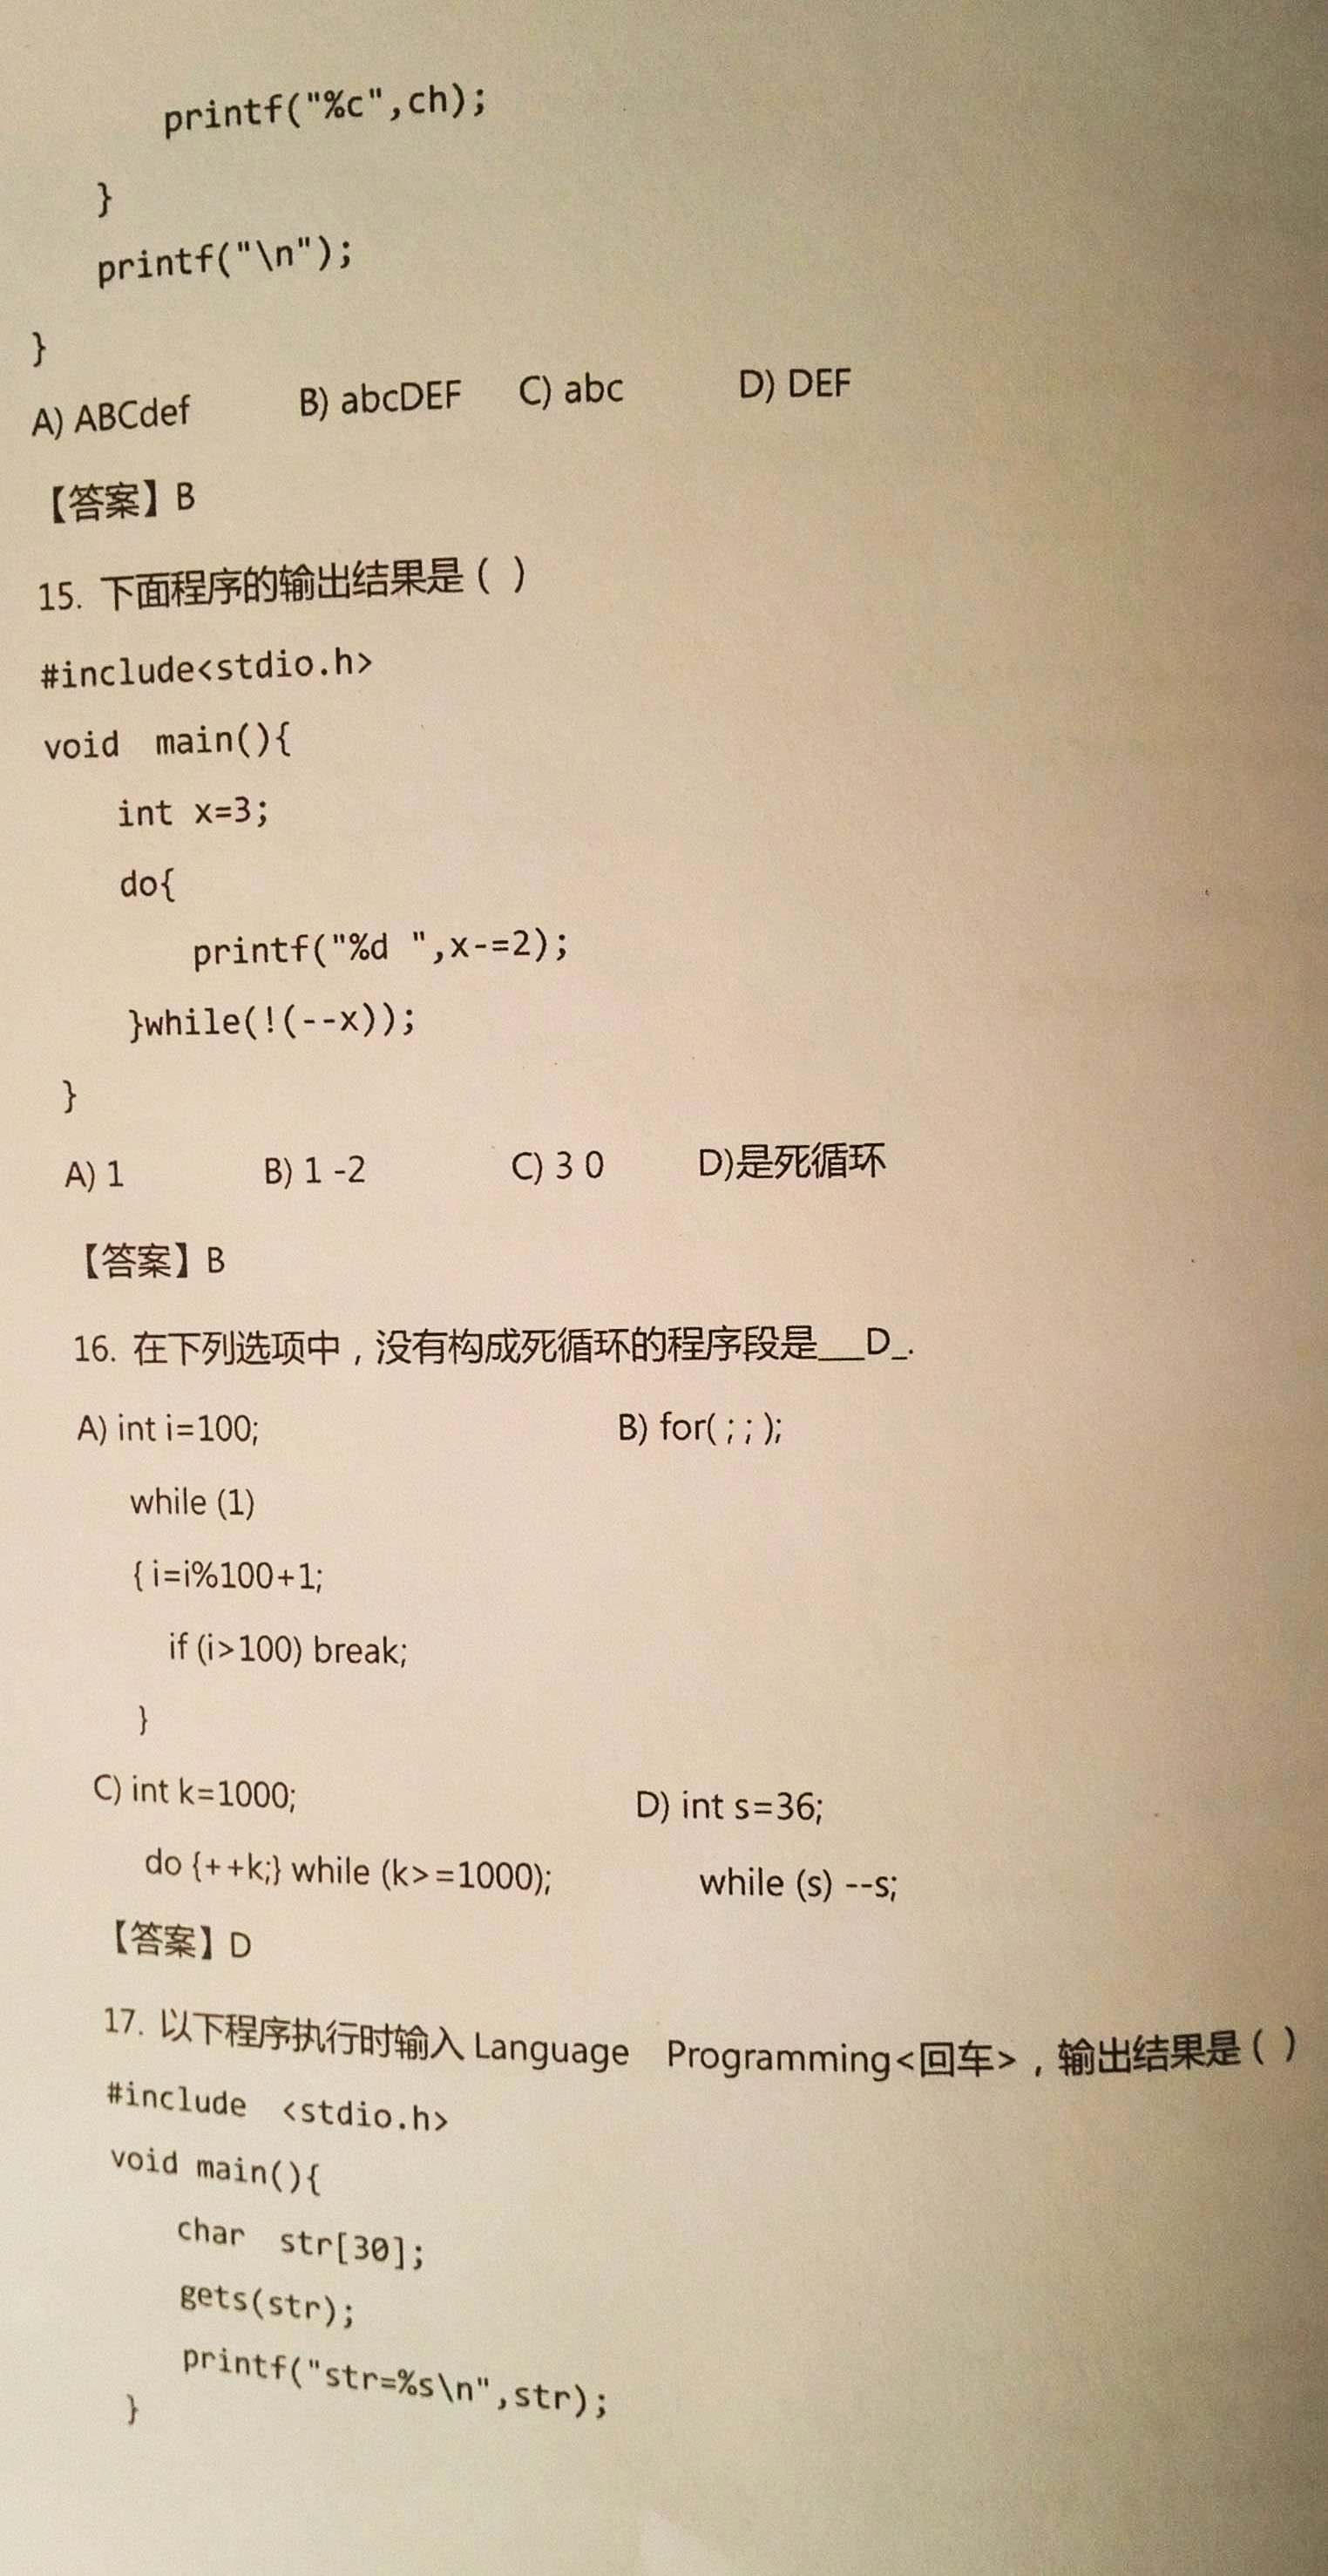 printf("%c",ch);
}
printf("\n");
}
A) ABCdef B) abcDEF C) abc D) DEF
【答案】B
15. 下面程序的输出结果是 ( )
#include<stdio.h>
void main(){
int x=3;
do{
printf("%d ",x-=2);
}while(!(--x));
}
A) 1 B) 1 -2 C) 3 0 D)是死循环
【答案】B
16. 在下列选项中，没有构成死循环的程序段是___D_.
A) int i=100; B) for( ; ; );
while (1)
{ i=i%100+1;
if (i>100) break;
}
C) int k=1000; D) int s=36;
do {++k;} while (k>=1000); while (s) --s;
【答案】D
17. 以下程序执行时输入 Language Programming<回车>，输出结果是 ( )
#include <stdio.h>
void main(){
char str[30];
gets(str);
printf("str=%s\n",str);
}